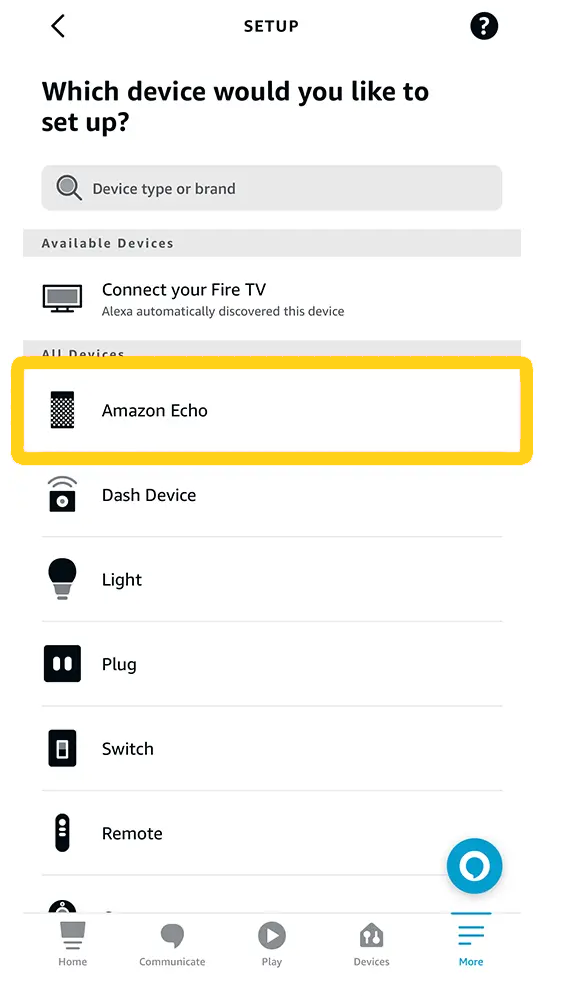 SETUP
?
Which device would you like to
set up?
Device type or brand
Available Devices
Connect your Fire TV
Alexa automatically discovered this device
All Devices
Amazon Echo
Dash Device
Light
Plug
Switch
Remote
Home
Communicate
Play
Devices
More